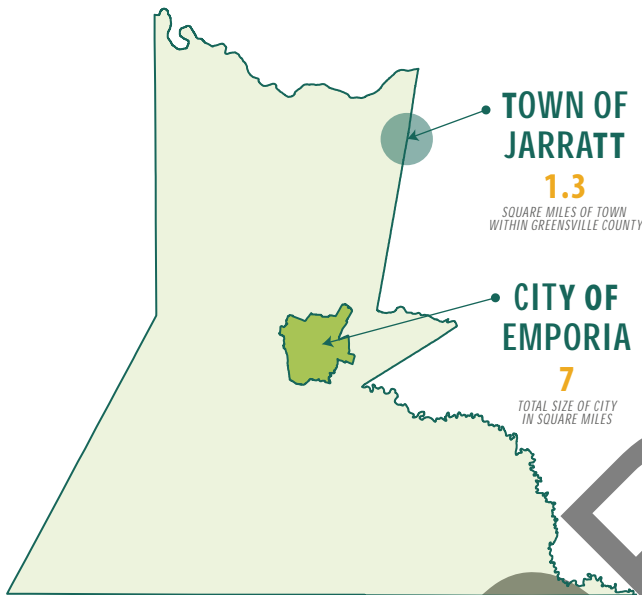 TOWN OF
JARRATT
1.3
SQUARE MILES OF TOWN
WITHIN GREENSVILLE COUNTY
CITY OF
EMPORIA
7
TOTAL SIZE OF CITY
IN SQUARE MILES